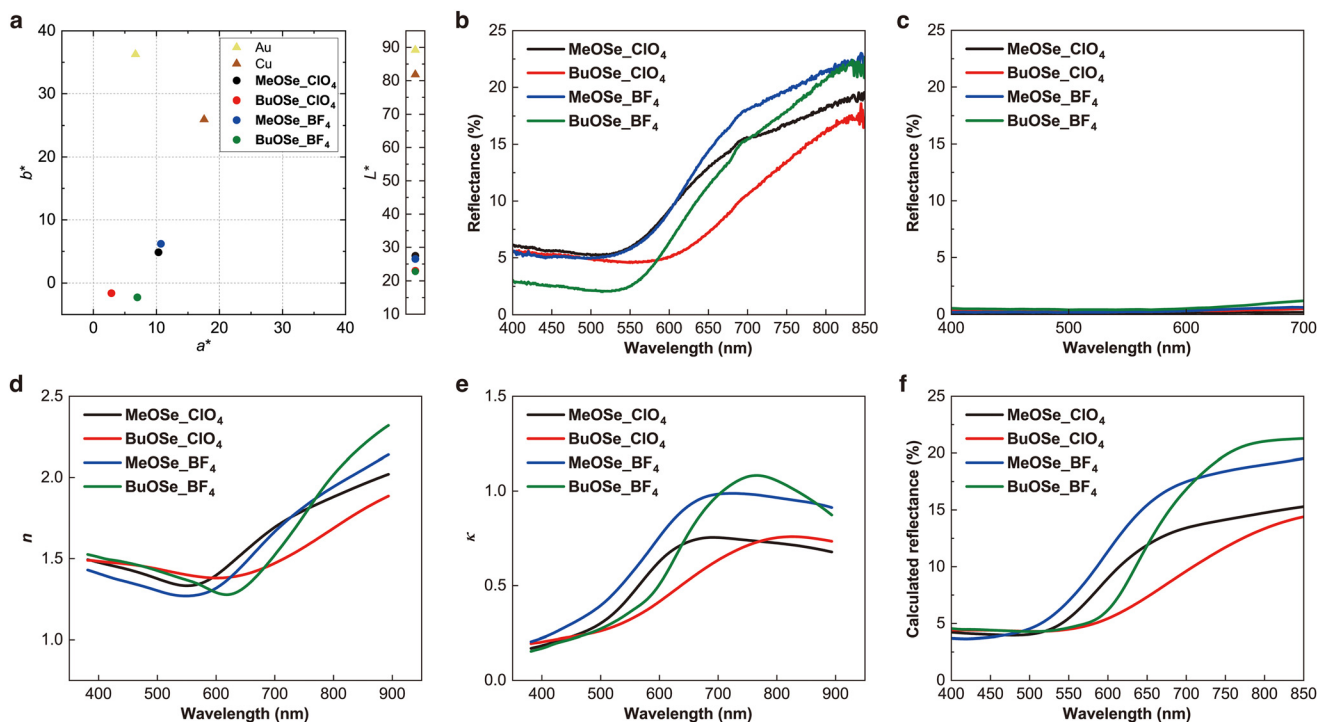 a
b*
40
35
30
25
20
15
10
5
0
0
10
20
30
40
a*
Au
Cu
MeOSe_ClO4
BuOSe_ClO4
MeOSe_BF4
BuOSe_BF4
L*
90
80
70
60
50
40
30
20
10
b
Reflectance (%)
25
20
15
10
5
0
400 450 500 550 600 650 700 750 800 850
Wavelength (nm)
MeOSe_ClO4
BuOSe_ClO4
MeOSe_BF4
BuOSe_BF4
c
Reflectance (%)
25
20
15
10
5
0
400 500 600 700
Wavelength (nm)
MeOSe_ClO4
BuOSe_ClO4
MeOSe_BF4
BuOSe_BF4
d
n
2.5
2.0
1.5
1.0
400 500 600 700 800 900
Wavelength (nm)
MeOSe_ClO4
BuOSe_ClO4
MeOSe_BF4
BuOSe_BF4
e
κ
1.5
1.0
0.5
0.0
400 500 600 700 800 900
Wavelength (nm)
MeOSe_ClO4
BuOSe_ClO4
MeOSe_BF4
BuOSe_BF4
f
Calculated reflectance (%)
25
20
15
10
5
0
400 450 500 550 600 650 700 750 800 850
Wavelength (nm)
MeOSe_ClO4
BuOSe_ClO4
MeOSe_BF4
BuOSe_BF4